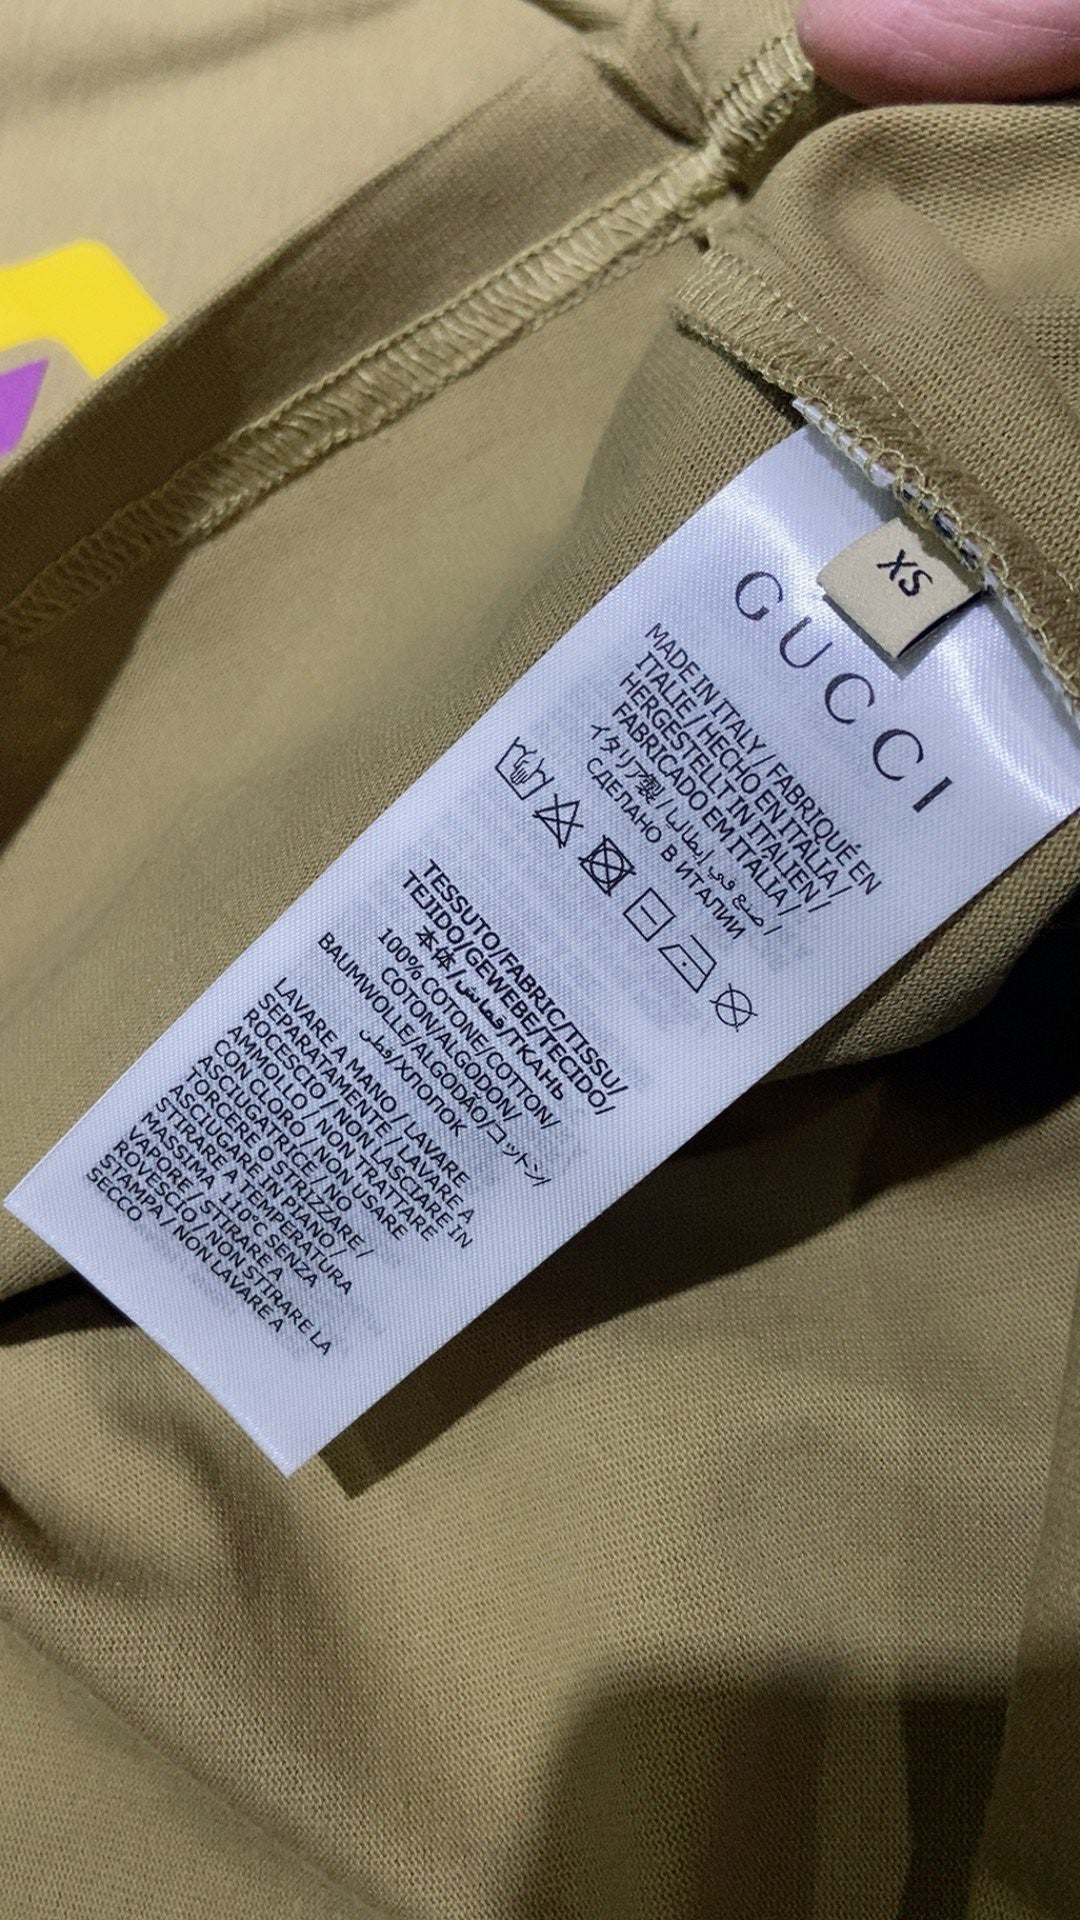 XS
GUCCI
MADE IN ITALY / FABRIQUÉ EN
ITALIE / HECHO EN ITALIA /
HERGESTELLT IN ITALIEN /
FABRICADO EM ITALIA /
イタリア製 / صنع في إيطاليا /
СДЕЛАНО В ИТАЛИИ
TESSUTO/FABRIC/TISSU/
TEJIDO/GEWEBE/TECIDO/
本体/قماش/ТКАНЬ
100% COTONE/COTTON/
COTON/ALGODON/
BAUMWOLLE/ALGODÃO/コットン/
قطن/ХЛОПОК
LAVARE A MANO / LAVARE
SEPARATAMENTE / LAVARE A
ROCESCIO / NON LASCIARE IN
AMMOLLO / NON TRATTARE
CON CLORO / NON USARE
ASCIUGATRICE / NO
TORCERE O STRIZZARE /
ASCIUGARE IN PIANO /
STIRARE A TEMPERATURA
MASSIMA 110°C SENZA
VAPORE / STIRARE A
ROVESCIO / NON STIRARE LA
STAMPA / NON LAVARE A
SECCO